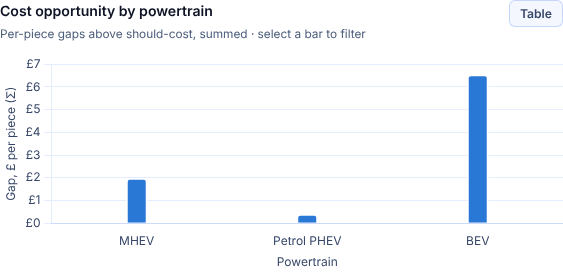 Cost opportunity by powertrain
Table
Per-piece gaps above should-cost, summed · select a bar to filter
Gap, £ per piece (Σ)
£7
£6
£5
£4
£3
£2
£1
£0
MHEV
Petrol PHEV
BEV
Powertrain